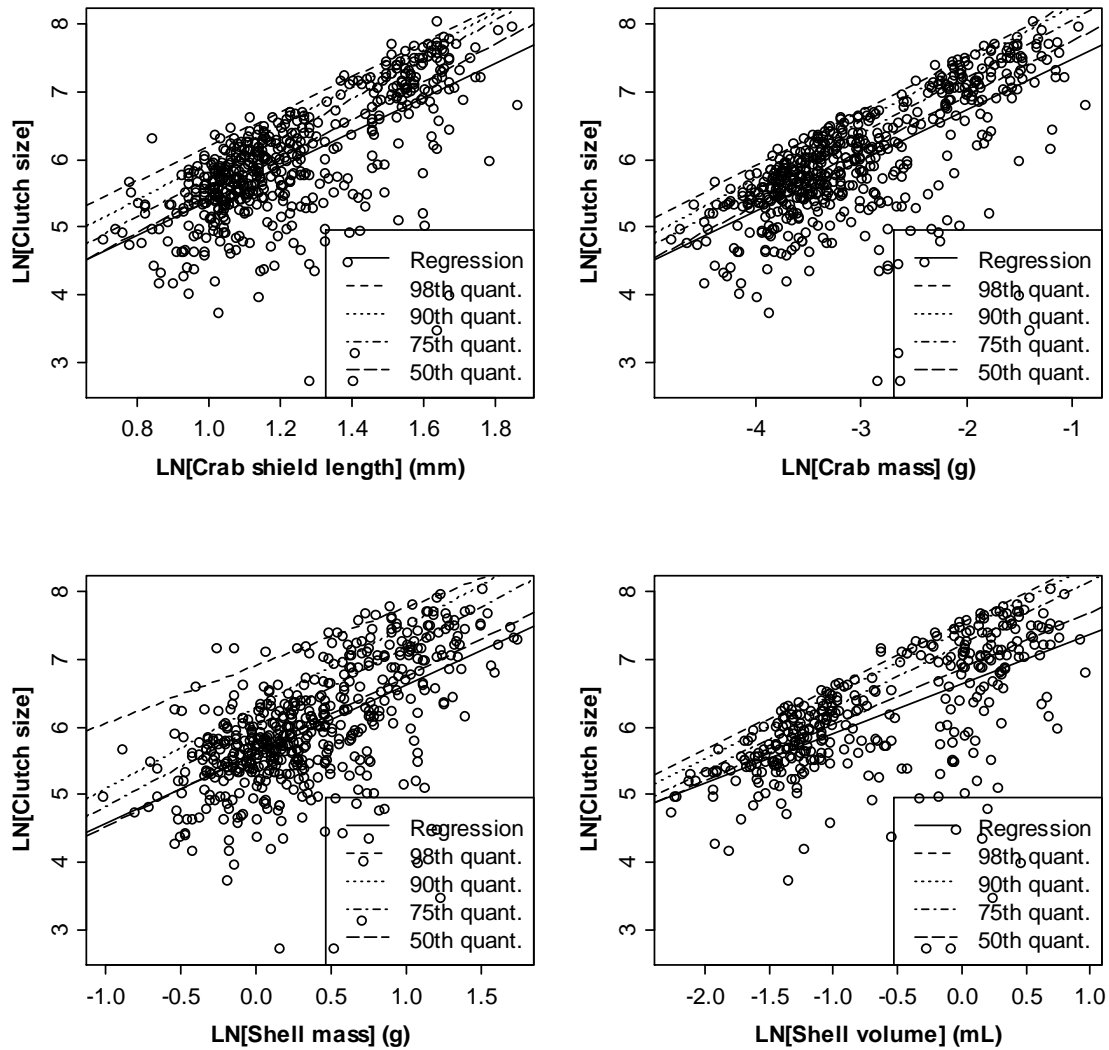 8
7
6
5
4
3
LN[Clutch size]
Regression
98th quant.
90th quant.
75th quant.
50th quant.
0.8 1.0 1.2 1.4 1.6 1.8
LN[Crab shield length] (mm)
8
7
6
5
4
3
LN[Clutch size]
Regression
98th quant.
90th quant.
75th quant.
50th quant.
-4 -3 -2 -1
LN[Crab mass] (g)
8
7
6
5
4
3
LN[Clutch size]
Regression
98th quant.
90th quant.
75th quant.
50th quant.
-1.0 -0.5 0.0 0.5 1.0 1.5
LN[Shell mass] (g)
8
7
6
5
4
3
LN[Clutch size]
Regression
98th quant.
90th quant.
75th quant.
50th quant.
-2.0 -1.5 -1.0 -0.5 0.0 0.5 1.0
LN[Shell volume] (mL)